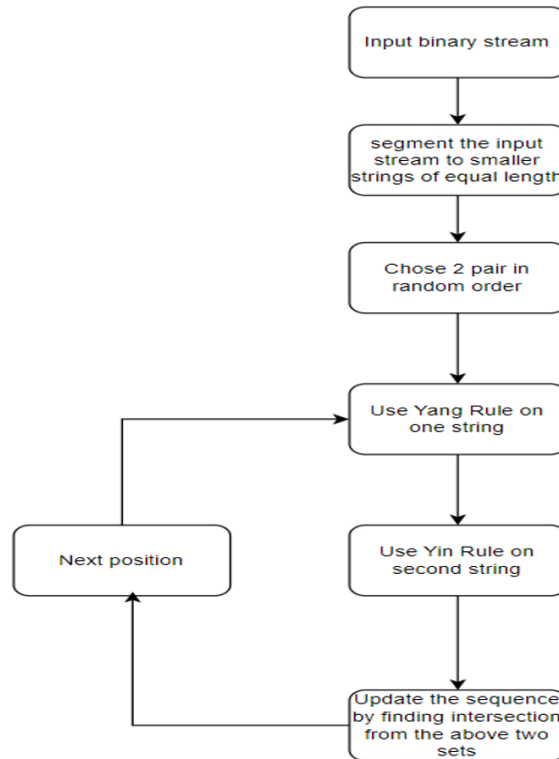 Input binary stream
segment the input
stream to smaller
strings of equal length
Chose 2 pair in
random order
Use Yang Rule on
one string
Next position
Use Yin Rule on
second string
Update the sequence
by finding intersection
from the above two
sets